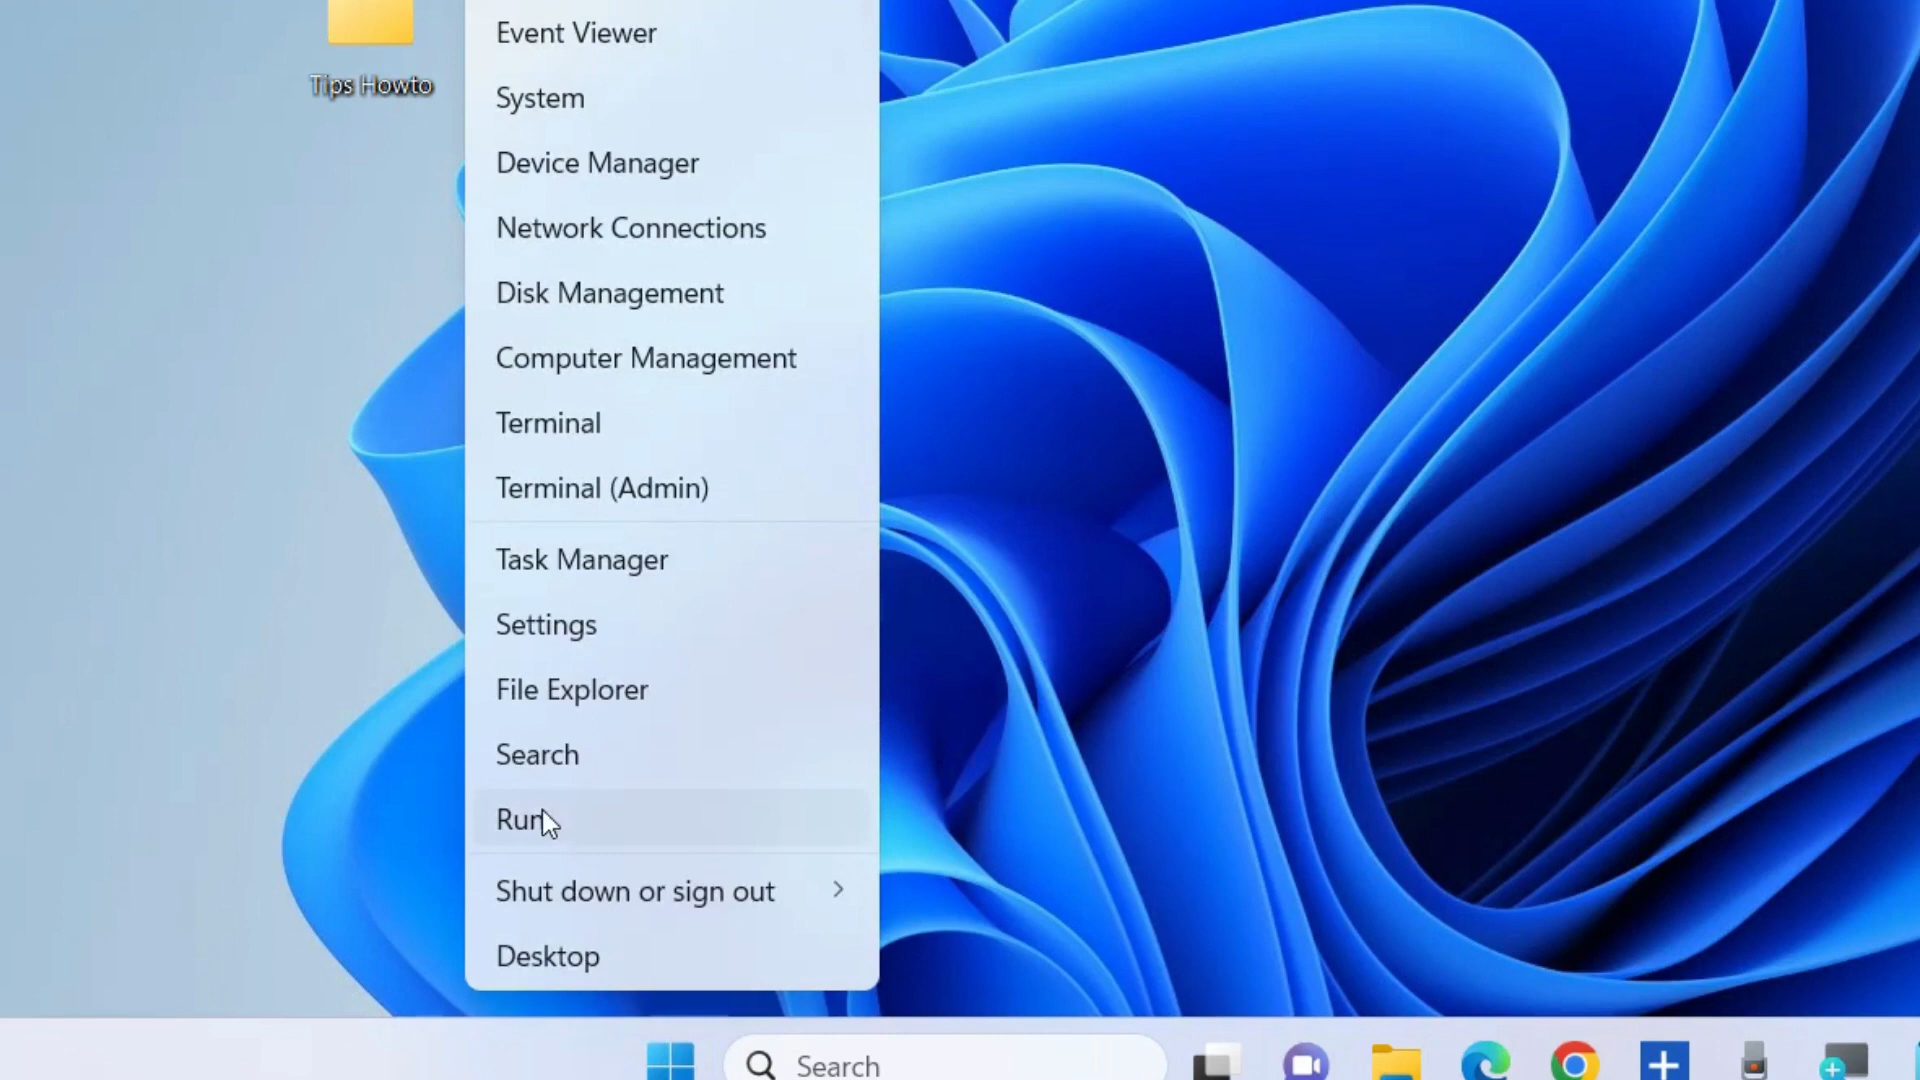 Tips Howto
Event Viewer
System
Device Manager
Network Connections
Disk Management
Computer Management
Terminal
Terminal (Admin)
Task Manager
Settings
File Explorer
Search
Run
Shut down or sign out
Desktop
Search